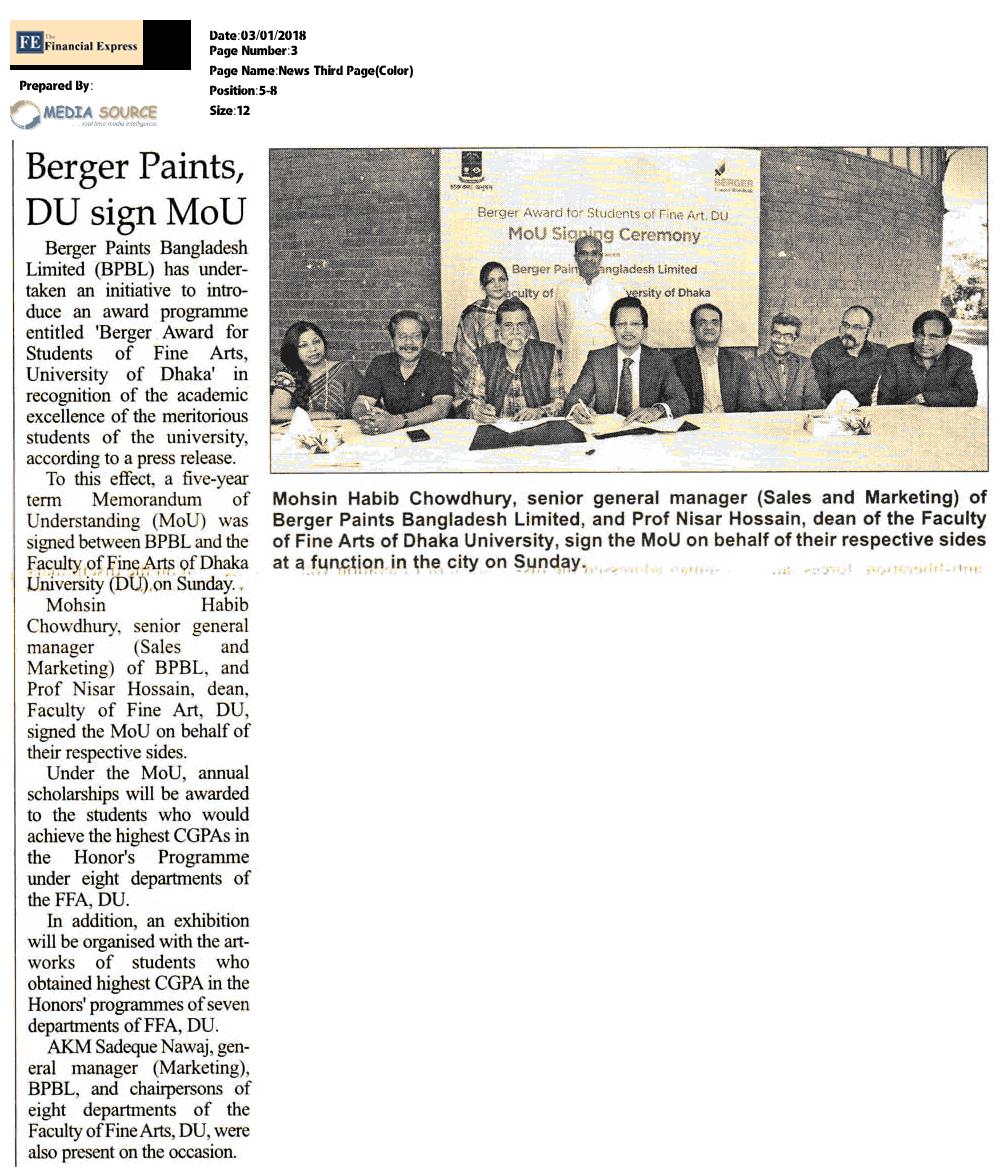 FE The
Financial Express
Prepared By:
MEDIA SOURCE
real time media intelligence
Date:03/01/2018
Page Number:3
Page Name:News Third Page(Color)
Position:5-8
Size:12
Berger Paints,
DU sign MoU
Berger Paints Bangladesh
Limited (BPBL) has under-
taken an initiative to intro-
duce an award programme
entitled 'Berger Award for
Students of Fine Arts,
University of Dhaka' in
recognition of the academic
excellence of the meritorious
students of the university,
according to a press release.
To this effect, a five-year
term Memorandum of
Understanding (MoU) was
signed between BPBL and the
Faculty of Fine Arts of Dhaka
University (DU) on Sunday.
Mohsin Habib
Chowdhury, senior general
manager (Sales and
Marketing) of BPBL, and
Prof Nisar Hossain, dean,
Faculty of Fine Art, DU,
signed the MoU on behalf of
their respective sides.
Under the MoU, annual
scholarships will be awarded
to the students who would
achieve the highest CGPAs in
the Honor's Programme
under eight departments of
the FFA, DU.
In addition, an exhibition
will be organised with the art-
works of students who
obtained highest CGPA in the
Honors' programmes of seven
departments of FFA, DU.
AKM Sadeque Nawaj, gen-
eral manager (Marketing),
BPBL, and chairpersons of
eight departments of the
Faculty of Fine Arts, DU, were
also present on the occasion.
BERGER
Berger Award for Students of Fine Art, DU
MoU Signing Ceremony
Berger Pain angladesh Limited
aculty of versity of Dhaka
Mohsin Habib Chowdhury, senior general manager (Sales and Marketing) of
Berger Paints Bangladesh Limited, and Prof Nisar Hossain, dean of the Faculty
of Fine Arts of Dhaka University, sign the MoU on behalf of their respective sides
at a function in the city on Sunday.